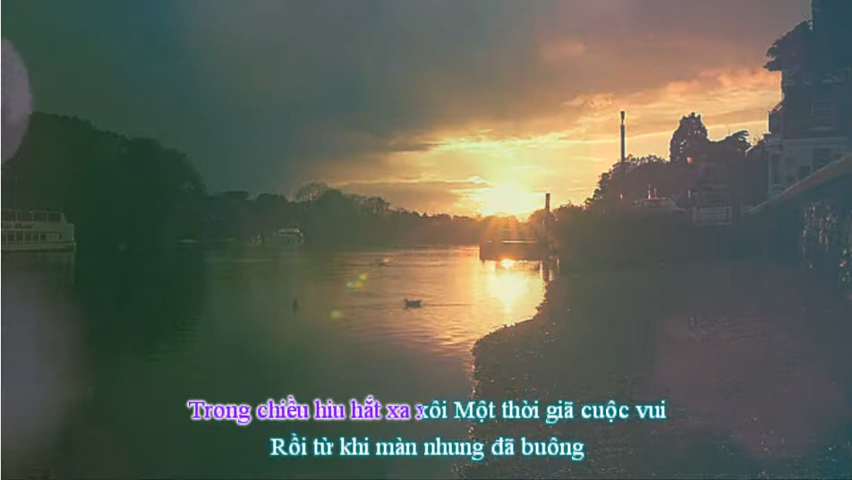 Trong chiều hiu hắt xa xôi Một thời giã cuộc vui
Rồi từ khi màn nhung đã buông